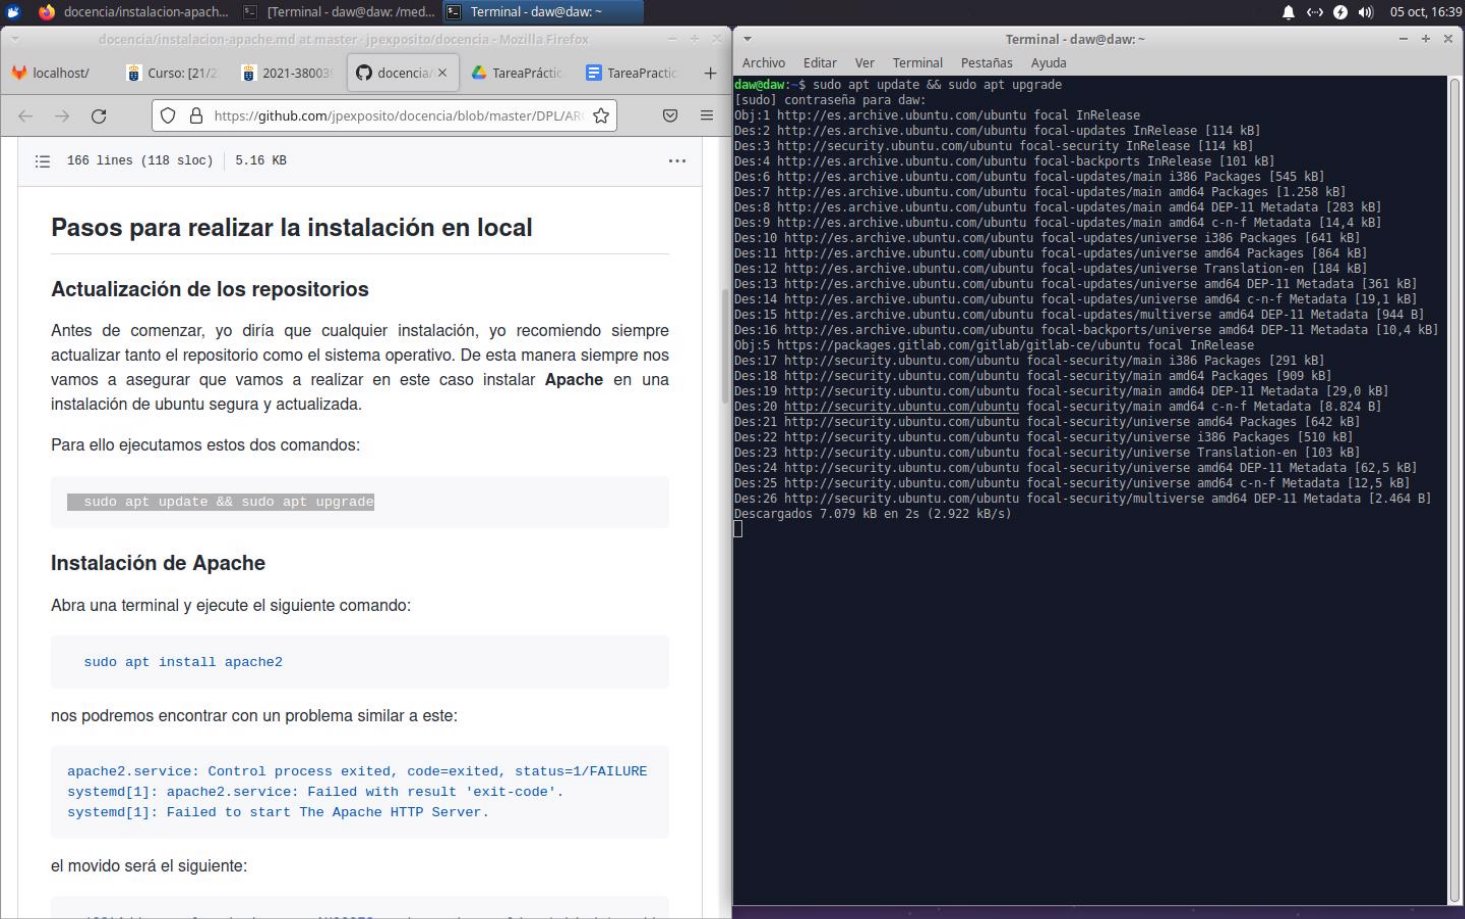 docencia/instalacion-apach...
[Terminal - daw@daw: /med...
Terminal - daw@daw: ~
05 oct, 16:39
docencia/instalacion-apache.md at master · jpexposito/docencia - Mozilla Firefox
localhost/
Curso: [21/2
2021-38003
docencia/
TareaPráctic
TareaPractic
https://github.com/jpexposito/docencia/blob/master/DPL/AR
166 lines (118 sloc) 5.16 KB
Pasos para realizar la instalación en local
Actualización de los repositorios
Antes de comenzar, yo diría que cualquier instalación, yo recomiendo siempre
actualizar tanto el repositorio como el sistema operativo. De esta manera siempre nos
vamos a asegurar que vamos a realizar en este caso instalar Apache en una
instalación de ubuntu segura y actualizada.
Para ello ejecutamos estos dos comandos:
sudo apt update && sudo apt upgrade
Instalación de Apache
Abra una terminal y ejecute el siguiente comando:
sudo apt install apache2
nos podremos encontrar con un problema similar a este:
apache2.service: Control process exited, code=exited, status=1/FAILURE
systemd[1]: apache2.service: Failed with result 'exit-code'.
systemd[1]: Failed to start The Apache HTTP Server.
el movido será el siguiente:
Terminal - daw@daw: ~
Archivo Editar Ver Terminal Pestañas Ayuda
daw@daw:~$ sudo apt update && sudo apt upgrade
[sudo] contraseña para daw:
Obj:1 http://es.archive.ubuntu.com/ubuntu focal InRelease
Des:2 http://es.archive.ubuntu.com/ubuntu focal-updates InRelease [114 kB]
Des:3 http://security.ubuntu.com/ubuntu focal-security InRelease [114 kB]
Des:4 http://es.archive.ubuntu.com/ubuntu focal-backports InRelease [101 kB]
Des:6 http://es.archive.ubuntu.com/ubuntu focal-updates/main i386 Packages [545 kB]
Des:7 http://es.archive.ubuntu.com/ubuntu focal-updates/main amd64 Packages [1.258 kB]
Des:8 http://es.archive.ubuntu.com/ubuntu focal-updates/main amd64 DEP-11 Metadata [283 kB]
Des:9 http://es.archive.ubuntu.com/ubuntu focal-updates/main amd64 c-n-f Metadata [14,4 kB]
Des:10 http://es.archive.ubuntu.com/ubuntu focal-updates/universe i386 Packages [641 kB]
Des:11 http://es.archive.ubuntu.com/ubuntu focal-updates/universe amd64 Packages [864 kB]
Des:12 http://es.archive.ubuntu.com/ubuntu focal-updates/universe Translation-en [184 kB]
Des:13 http://es.archive.ubuntu.com/ubuntu focal-updates/universe amd64 DEP-11 Metadata [361 kB]
Des:14 http://es.archive.ubuntu.com/ubuntu focal-updates/universe amd64 c-n-f Metadata [19,1 kB]
Des:15 http://es.archive.ubuntu.com/ubuntu focal-updates/multiverse amd64 DEP-11 Metadata [944 B]
Des:16 http://es.archive.ubuntu.com/ubuntu focal-backports/universe amd64 DEP-11 Metadata [10,4 kB]
Obj:5 https://packages.gitlab.com/gitlab/gitlab-ce/ubuntu focal InRelease
Des:17 http://security.ubuntu.com/ubuntu focal-security/main i386 Packages [291 kB]
Des:18 http://security.ubuntu.com/ubuntu focal-security/main amd64 Packages [909 kB]
Des:19 http://security.ubuntu.com/ubuntu focal-security/main amd64 DEP-11 Metadata [29,0 kB]
Des:20 http://security.ubuntu.com/ubuntu focal-security/main amd64 c-n-f Metadata [8.824 B]
Des:21 http://security.ubuntu.com/ubuntu focal-security/universe amd64 Packages [642 kB]
Des:22 http://security.ubuntu.com/ubuntu focal-security/universe i386 Packages [510 kB]
Des:23 http://security.ubuntu.com/ubuntu focal-security/universe Translation-en [103 kB]
Des:24 http://security.ubuntu.com/ubuntu focal-security/universe amd64 DEP-11 Metadata [62,5 kB]
Des:25 http://security.ubuntu.com/ubuntu focal-security/universe amd64 c-n-f Metadata [12,5 kB]
Des:26 http://security.ubuntu.com/ubuntu focal-security/multiverse amd64 DEP-11 Metadata [2.464 B]
Descargados 7.079 kB en 2s (2.922 kB/s)